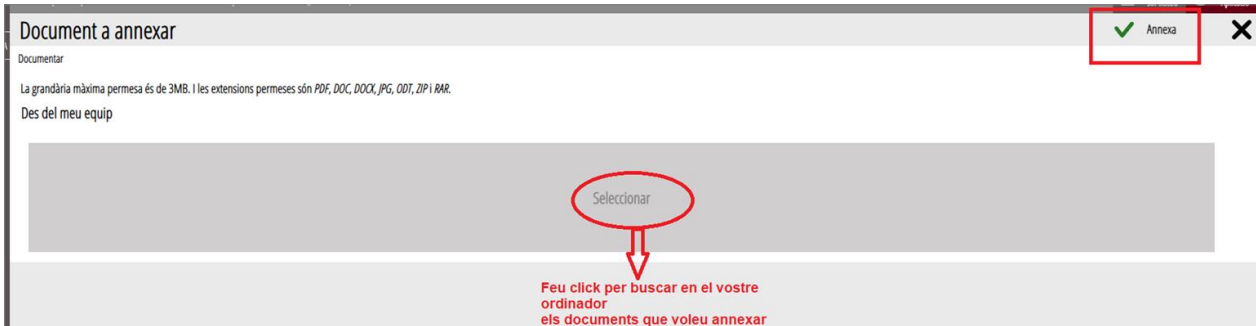 Document a annexar
Annexa
Documentar
La grandària màxima permesa és de 3MB. I les extensions permeses són PDF, DOC, DOCX, JPG, ODT, ZIP i RAR.
Des del meu equip
Seleccionar
Feu click per buscar en el vostre
ordinador
els documents que voleu annexar